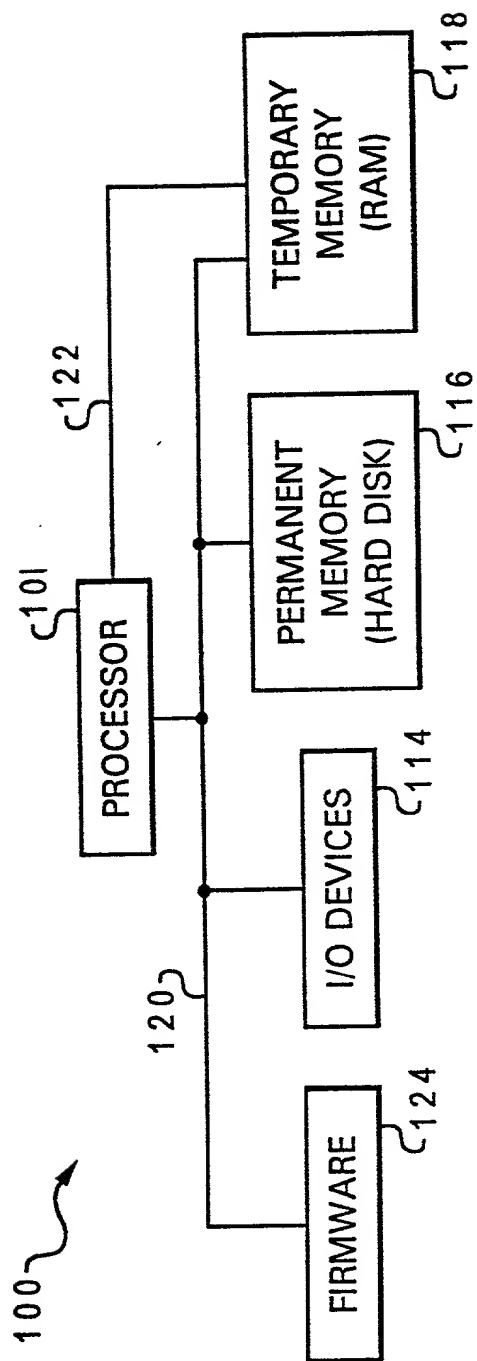 100
101
PROCESSOR
122
120
FIRMWARE
124
I/O DEVICES
114
PERMANENT
MEMORY
(HARD DISK)
116
TEMPORARY
MEMORY
(RAM)
118